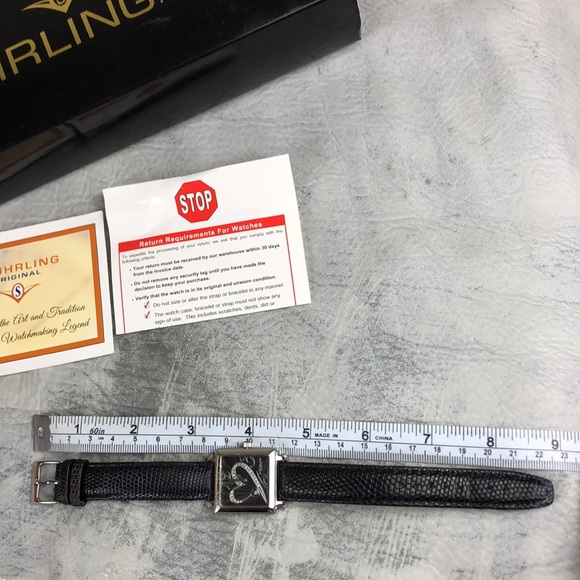 HRLING
UHRLING
ORIGINAL
S
the Art and Tradition
Watchmaking Legend
STOP
Return Requirements For Watches
To expedite the processing of your return, we ask that you comply with the
following criteria:
- Your return must be received by our warehouse within 30 days
from the invoice date.
- Do not remove any security tag until you have made the
decision to keep your purchase.
- Verify that the watch is in its original and unworn condition.
Do not size or alter the strap or bracelet in any manner
The watch case, bracelet or strap must not show any
sign of use. This includes scratches, dents, dirt or
1 60in 2 3 4 5 MADE IN 6 CHINA 7 8 9